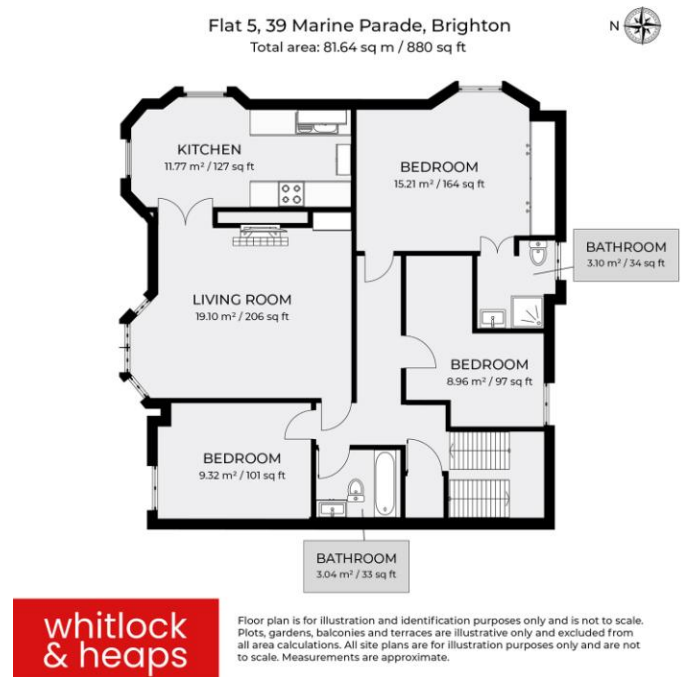 Flat 5, 39 Marine Parade, Brighton
Total area: 81.64 sq m / 880 sq ft
N
KITCHEN
11.77 m² / 127 sq ft
BEDROOM
15.21 m² / 164 sq ft
BATHROOM
3.10 m² / 34 sq ft
LIVING ROOM
19.10 m² / 206 sq ft
BEDROOM
8.96 m² / 97 sq ft
BEDROOM
9.32 m² / 101 sq ft
BATHROOM
3.04 m² / 33 sq ft
whitlock
& heaps
Floor plan is for illustration and identification purposes only and is not to scale.
Plots, gardens, balconies and terraces are illustrative only and excluded from
all area calculations. All site plans are for illustration purposes only and are not
to scale. Measurements are approximate.